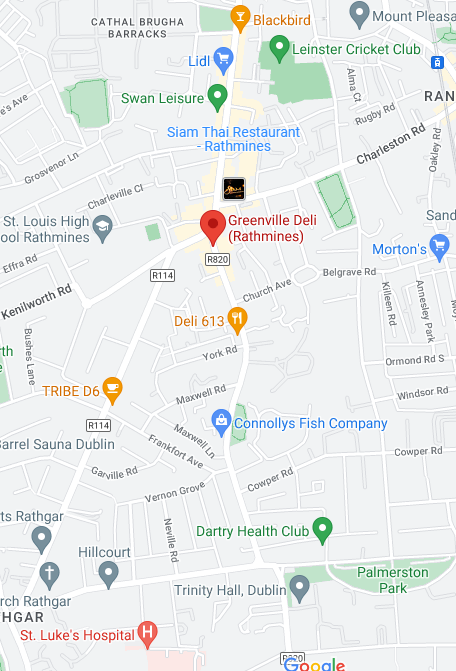 CATHAL BRUGHA
BARRACKS
Blackbird
Mount Pleasa
Leinster Cricket Club
Lidl
Alma Ct
RAN
Swan Leisure
Rugby Rd
Siam Thai Restaurant
- Rathmines
Charleston Rd
Oakley Rd
e's Ave
Grosvenor Ln
Charleville Ct
St. Louis High
ool Rathmines
Greenville Deli
(Rathmines)
Sand
Morton's
Effra Rd
R820
R114
Belgrave Rd
Kenilworth Rd
Church Ave
Killeen Rd
Annesley Park
Deli 613
Bushes Lane
rth
e
York Rd
Ormond Rd S
TRIBE D6
Maxwell Rd
Windsor Rd
R114
Connollys Fish Company
Maxwell Ln
Barrel Sauna Dublin
Frankfort Ave
Cowper Rd
Garville Rd
Cowper Rd
Vernon Grove
ts Rathgar
Neville Rd
Dartry Health Club
Hillcourt
Palmerston
Park
Trinity Hall, Dublin
rch Rathgar
HGAR
St. Luke's Hospital
H
R820
Google